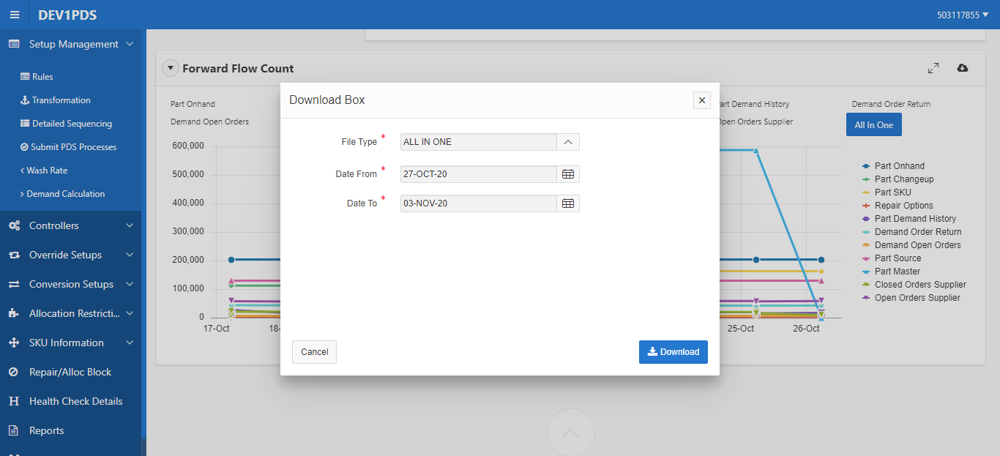 DEV1PDS
503117855
Setup Management
Rules
Transformation
Detailed Sequencing
Submit PDS Processes
Wash Rate
Demand Calculation
Controllers
Override Setups
Conversion Setups
Allocation Restricti...
SKU Information
Repair/Alloc Block
Health Check Details
Reports
Forward Flow Count
Part Onhand
Part Demand History
Demand Order Return
Demand Open Orders
Open Orders Supplier
All In One
600,000
500,000
400,000
300,000
200,000
100,000
0
17-Oct
18-
25-Oct
26-Oct
Part Onhand
Part Changeup
Part SKU
Repair Options
Part Demand History
Demand Order Return
Demand Open Orders
Part Source
Part Master
Closed Orders Supplier
Open Orders Supplier
Download Box
File Type * ALL IN ONE
Date From * 27-OCT-20
Date To * 03-NOV-20
Cancel
Download